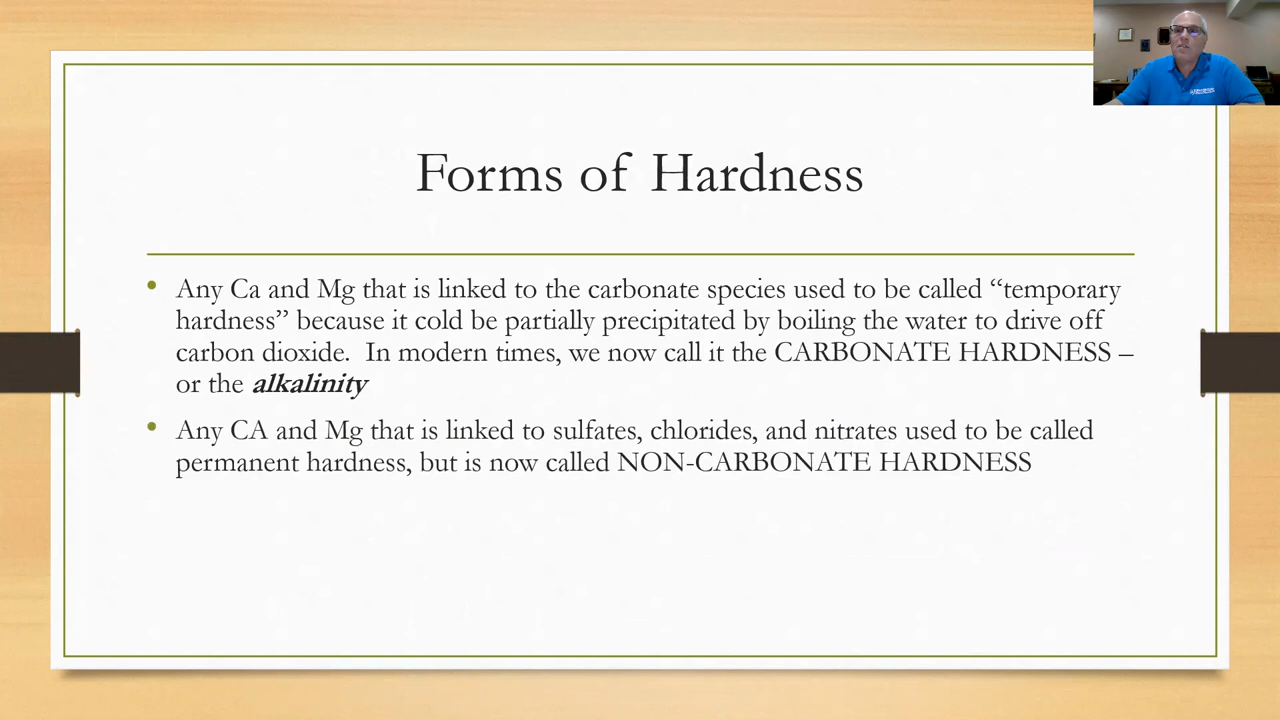 Forms of Hardness
• Any Ca and Mg that is linked to the carbonate species used to be called “temporary
hardness” because it cold be partially precipitated by boiling the water to drive off
carbon dioxide.  In modern times, we now call it the CARBONATE HARDNESS –
or the alkalinity
• Any CA and Mg that is linked to sulfates, chlorides, and nitrates used to be called
permanent hardness, but is now called NON-CARBONATE HARDNESS